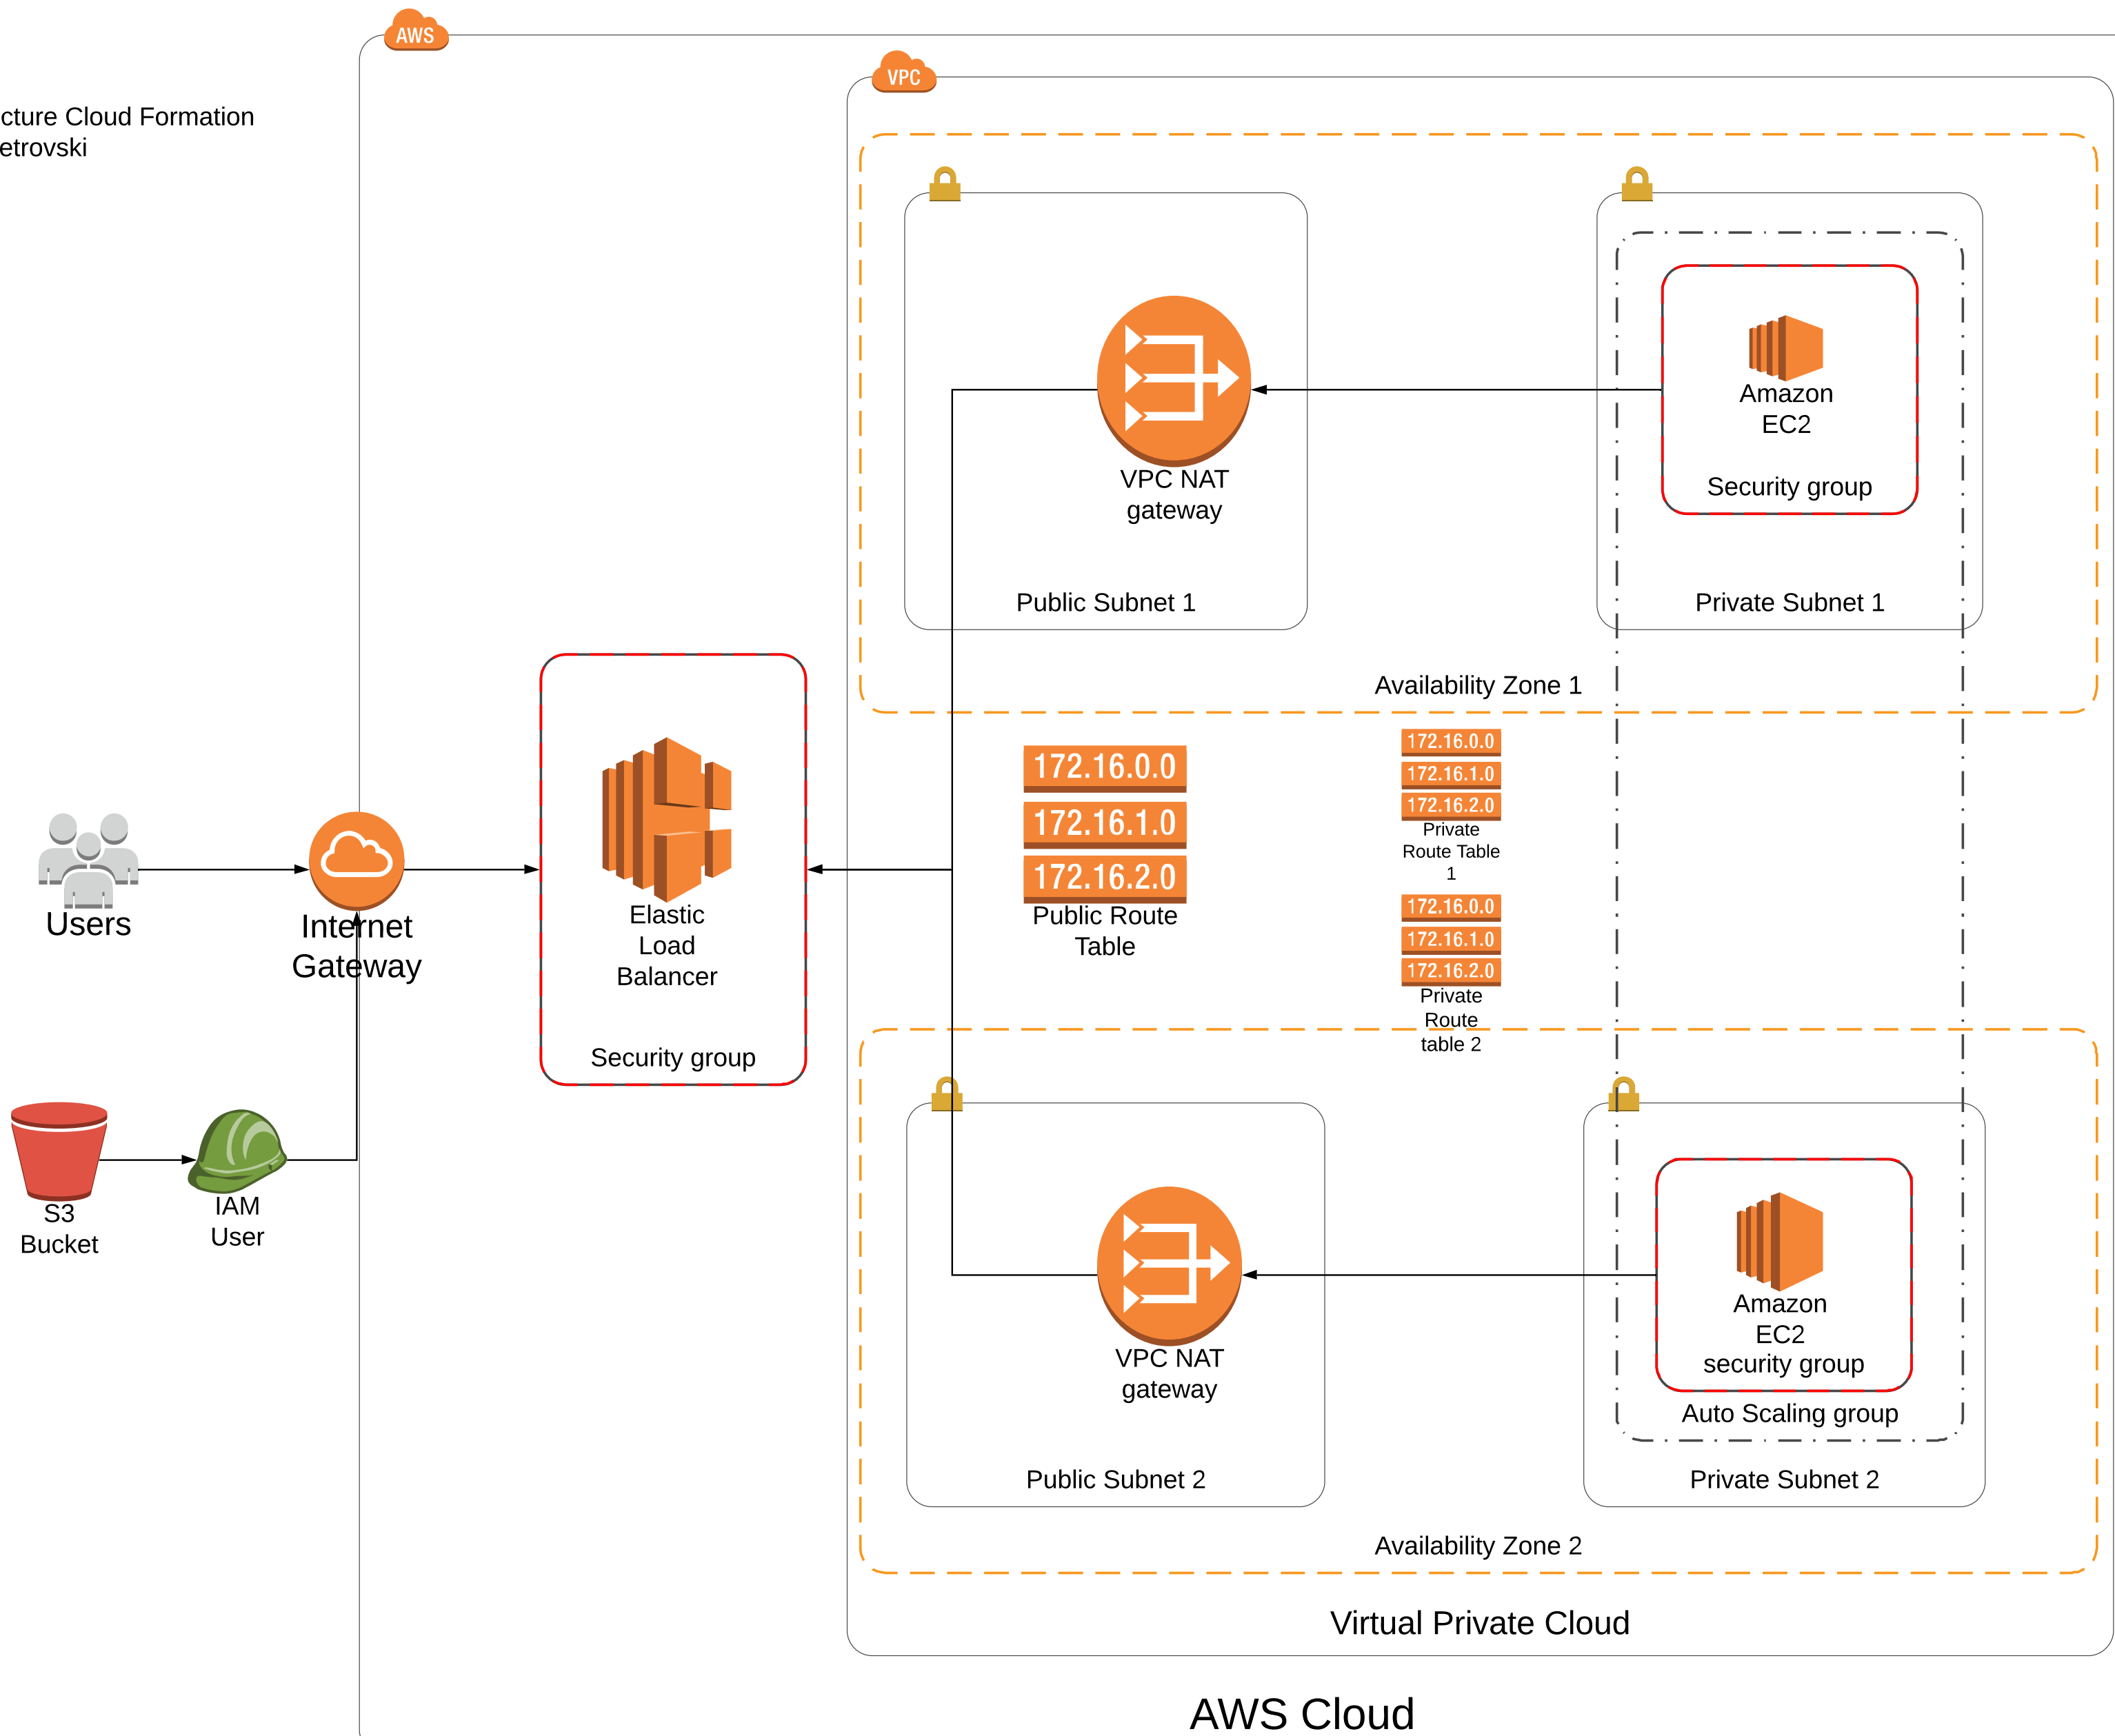 AWS
VPC
cture Cloud Formation
etrovski
Amazon
EC2
Security group
VPC NAT
gateway
Public Subnet 1
Private Subnet 1
Availability Zone 1
172.16.0.0
172.16.1.0
172.16.2.0
Public Route
Table
172.16.0.0
172.16.1.0
172.16.2.0
Private
Route Table
1
172.16.0.0
172.16.1.0
172.16.2.0
Private
Route
table 2
Users
Internet
Gateway
Elastic
Load
Balancer
Security group
S3
Bucket
IAM
User
VPC NAT
gateway
Amazon
EC2
security group
Auto Scaling group
Public Subnet 2
Private Subnet 2
Availability Zone 2
Virtual Private Cloud
AWS Cloud